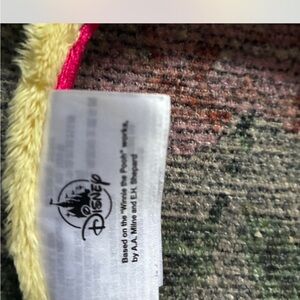 Disney
Based on the "Winnie the Pooh" works,
by A.A. Milne and E.H. Shepard